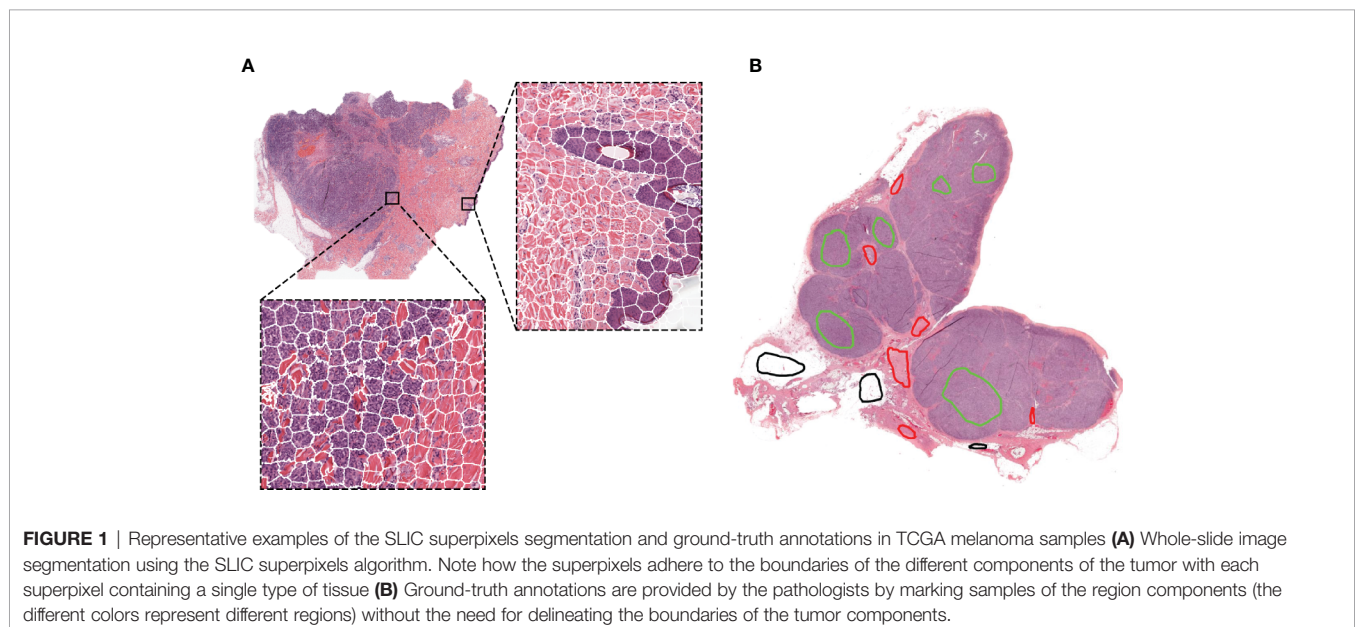 A
B
FIGURE 1 | Representative examples of the SLIC superpixels segmentation and ground-truth annotations in TCGA melanoma samples (A) Whole-slide image
segmentation using the SLIC superpixels algorithm. Note how the superpixels adhere to the boundaries of the different components of the tumor with each
superpixel containing a single type of tissue (B) Ground-truth annotations are provided by the pathologists by marking samples of the region components (the
different colors represent different regions) without the need for delineating the boundaries of the tumor components.